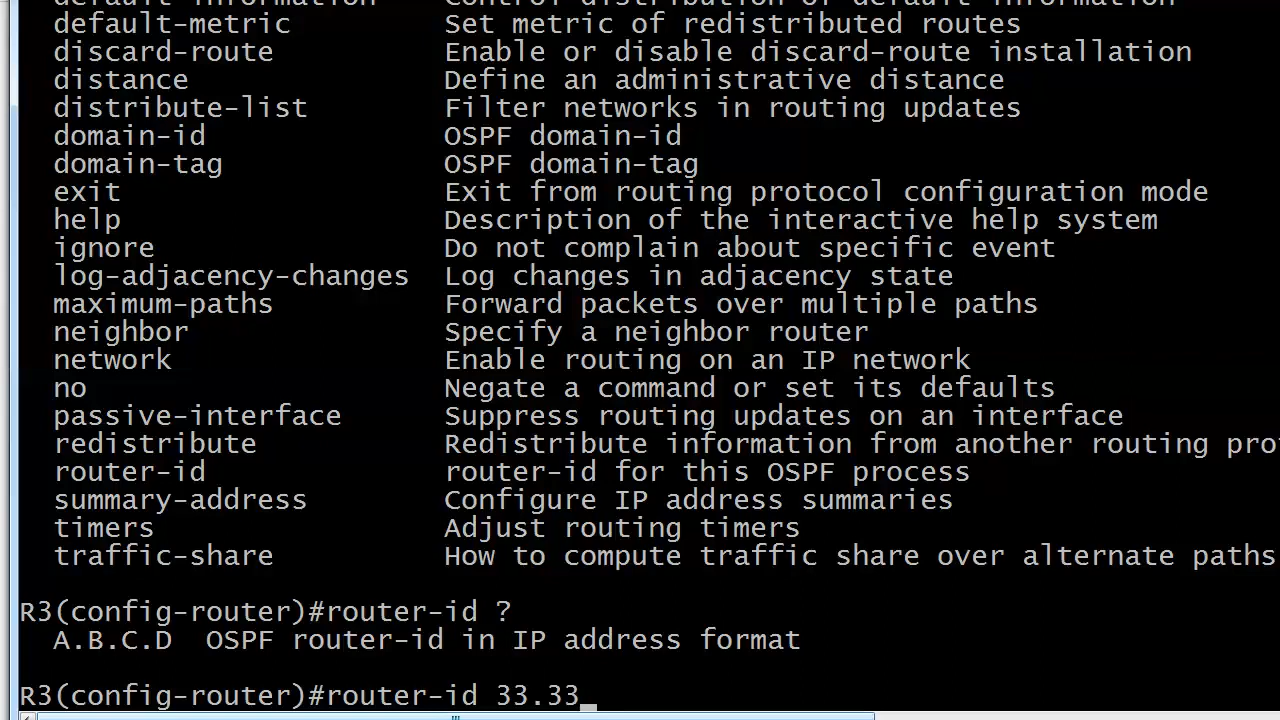 default-information Control distribution of default information
default-metric Set metric of redistributed routes
discard-route Enable or disable discard-route installation
distance Define an administrative distance
distribute-list Filter networks in routing updates
domain-id OSPF domain-id
domain-tag OSPF domain-tag
exit Exit from routing protocol configuration mode
help Description of the interactive help system
ignore Do not complain about specific event
log-adjacency-changes Log changes in adjacency state
maximum-paths Forward packets over multiple paths
neighbor Specify a neighbor router
network Enable routing on an IP network
no Negate a command or set its defaults
passive-interface Suppress routing updates on an interface
redistribute Redistribute information from another routing pro
router-id router-id for this OSPF process
summary-address Configure IP address summaries
timers Adjust routing timers
traffic-share How to compute traffic share over alternate paths
R3(config-router)#router-id ?
A.B.C.D OSPF router-id in IP address format
R3(config-router)#router-id 33.33